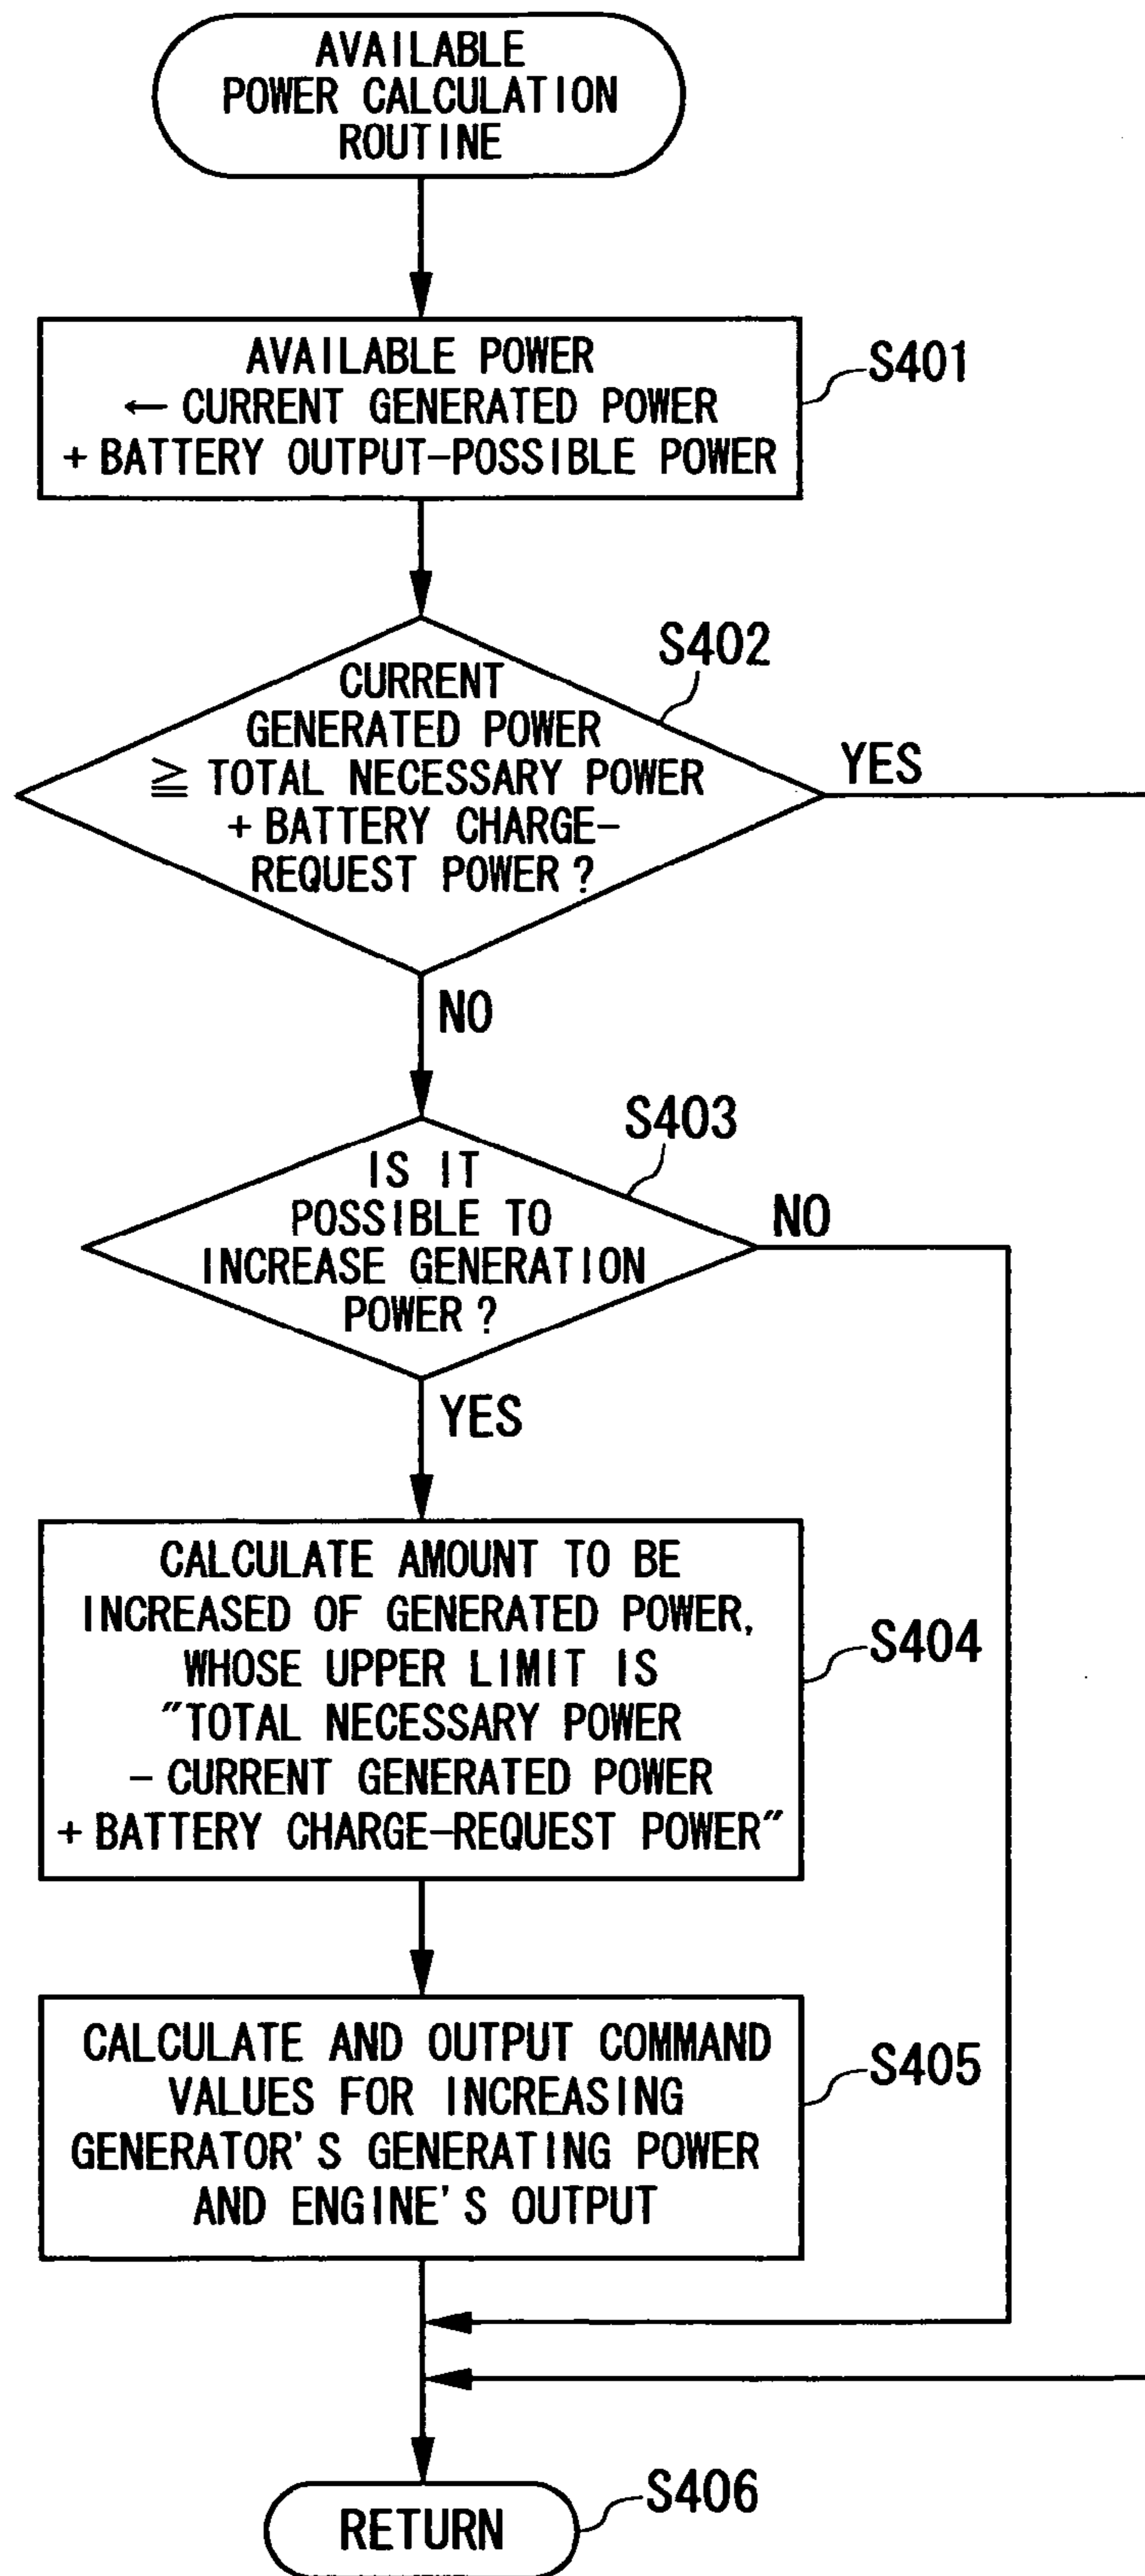 AVAILABLE
POWER CALCULATION
ROUTINE
AVAILABLE POWER
← CURRENT GENERATED POWER
+ BATTERY OUTPUT-POSSIBLE POWER
S401
S402
CURRENT
GENERATED POWER
≧ TOTAL NECESSARY POWER
+ BATTERY CHARGE-
REQUEST POWER ?
YES
NO
S403
IS IT
POSSIBLE TO
INCREASE GENERATION
POWER ?
NO
YES
CALCULATE AMOUNT TO BE
INCREASED OF GENERATED POWER,
WHOSE UPPER LIMIT IS
"TOTAL NECESSARY POWER
- CURRENT GENERATED POWER
+ BATTERY CHARGE-REQUEST POWER"
S404
CALCULATE AND OUTPUT COMMAND
VALUES FOR INCREASING
GENERATOR'S GENERATING POWER
AND ENGINE'S OUTPUT
S405
RETURN
S406